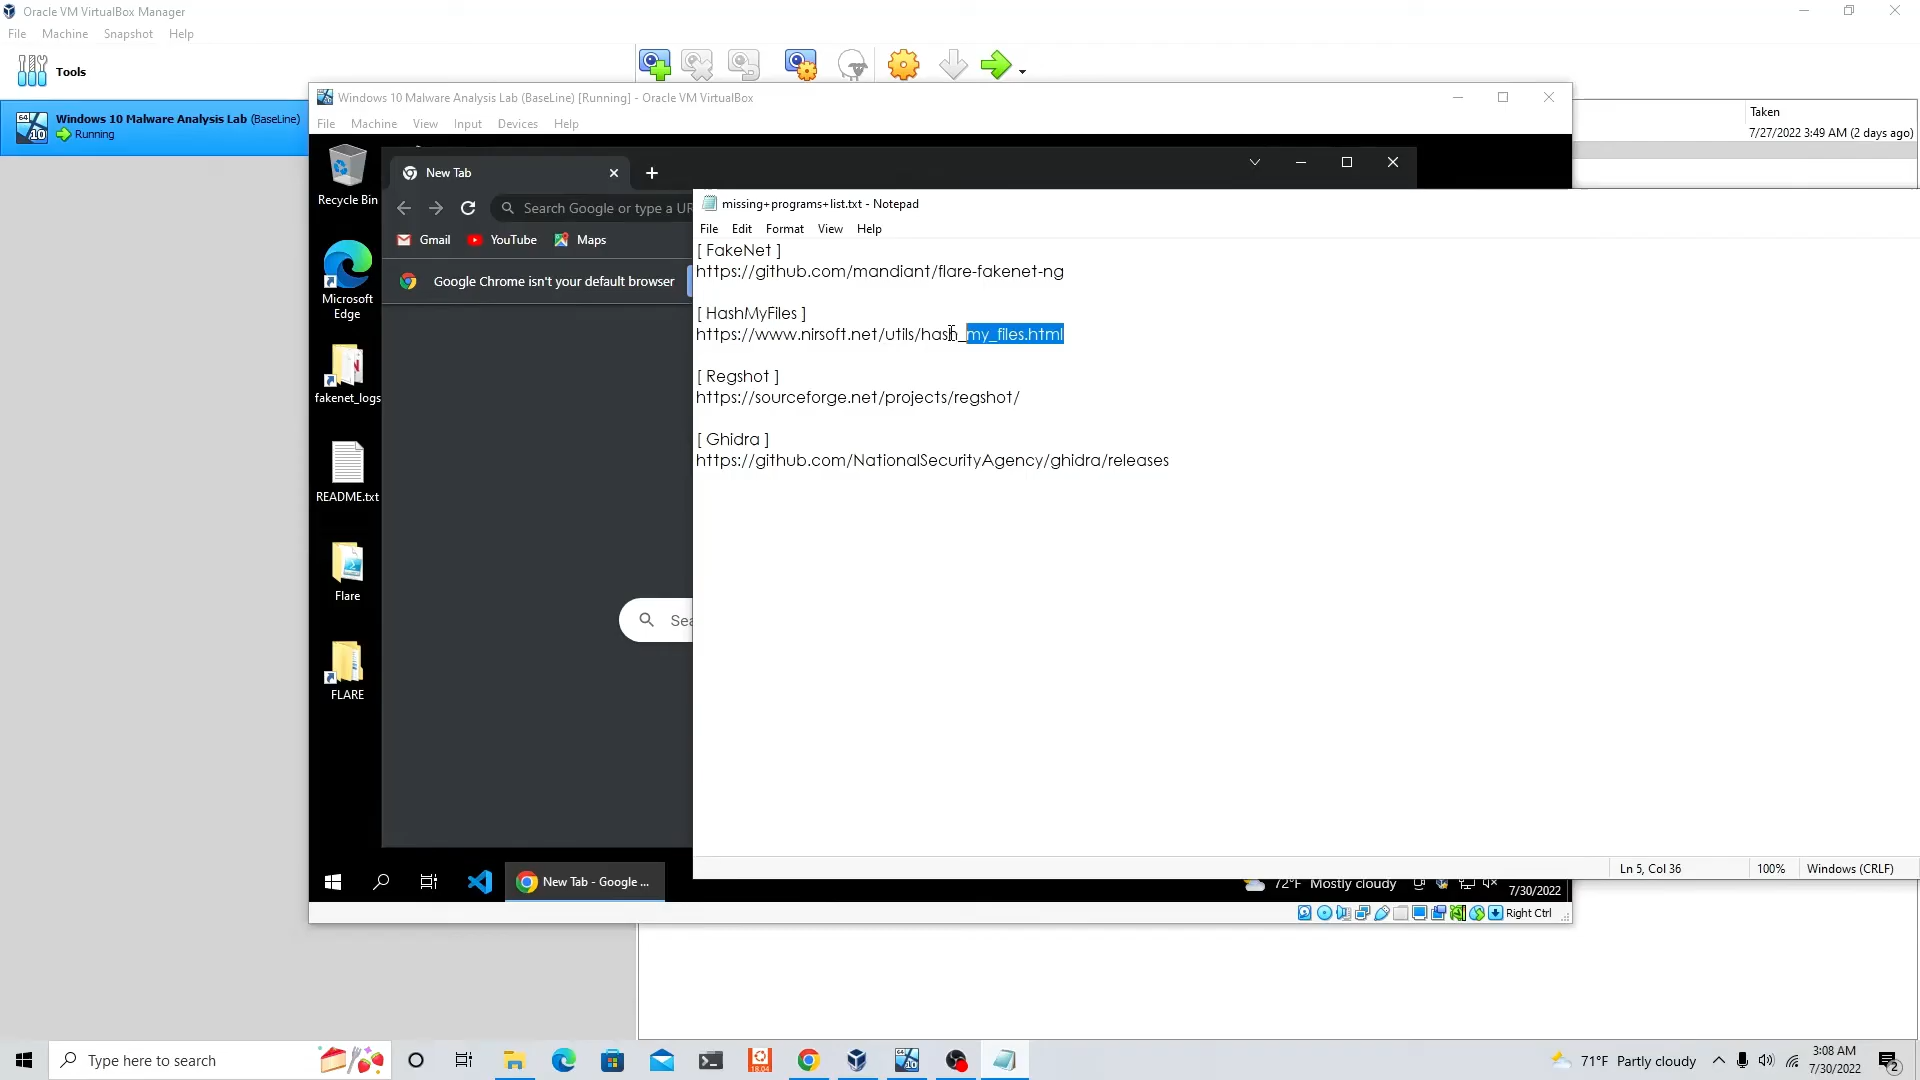 Oracle VM VirtualBox Manager
File Machine Snapshot Help
Tools
Windows 10 Malware Analysis Lab (BaseLine)
Running
Taken
7/27/2022 3:49 AM (2 days ago)
Windows 10 Malware Analysis Lab (BaseLine) [Running] - Oracle VM VirtualBox
File Machine View Input Devices Help
Recycle Bin
Microsoft
Edge
fakenet_logs
README.txt
Flare
FLARE
New Tab
Search Google or type a UR
Gmail YouTube Maps
Google Chrome isn't your default browser
Sea
missing+programs+list.txt - Notepad
File Edit Format View Help
[ FakeNet ]
https://github.com/mandiant/flare-fakenet-ng
[ HashMyFiles ]
https://www.nirsoft.net/utils/hash_my_files.html
[ Regshot ]
https://sourceforge.net/projects/regshot/
[ Ghidra ]
https://github.com/NationalSecurityAgency/ghidra/releases
Ln 5, Col 36 100% Windows (CRLF)
New Tab - Google ...
72°F Mostly cloudy
7/30/2022
Right Ctrl
Type here to search
18.04
64
10
71°F Partly cloudy
3:08 AM
7/30/2022
2